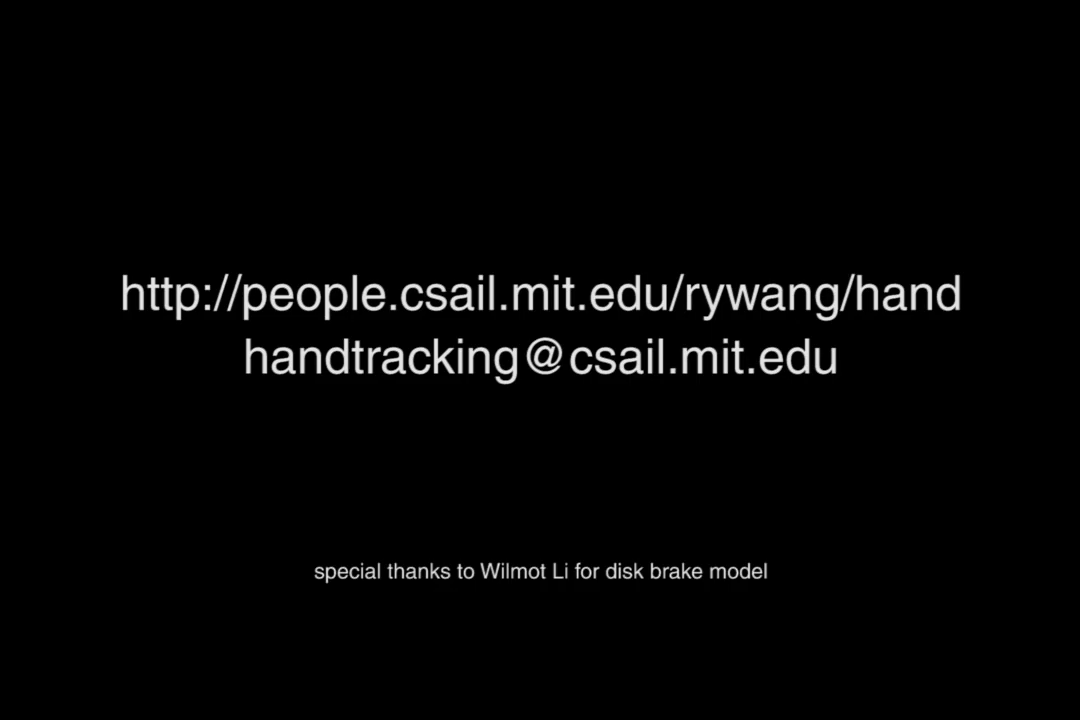 http://people.csail.mit.edu/rywang/hand
handtracking@csail.mit.edu
special thanks to Wilmot Li for disk brake model